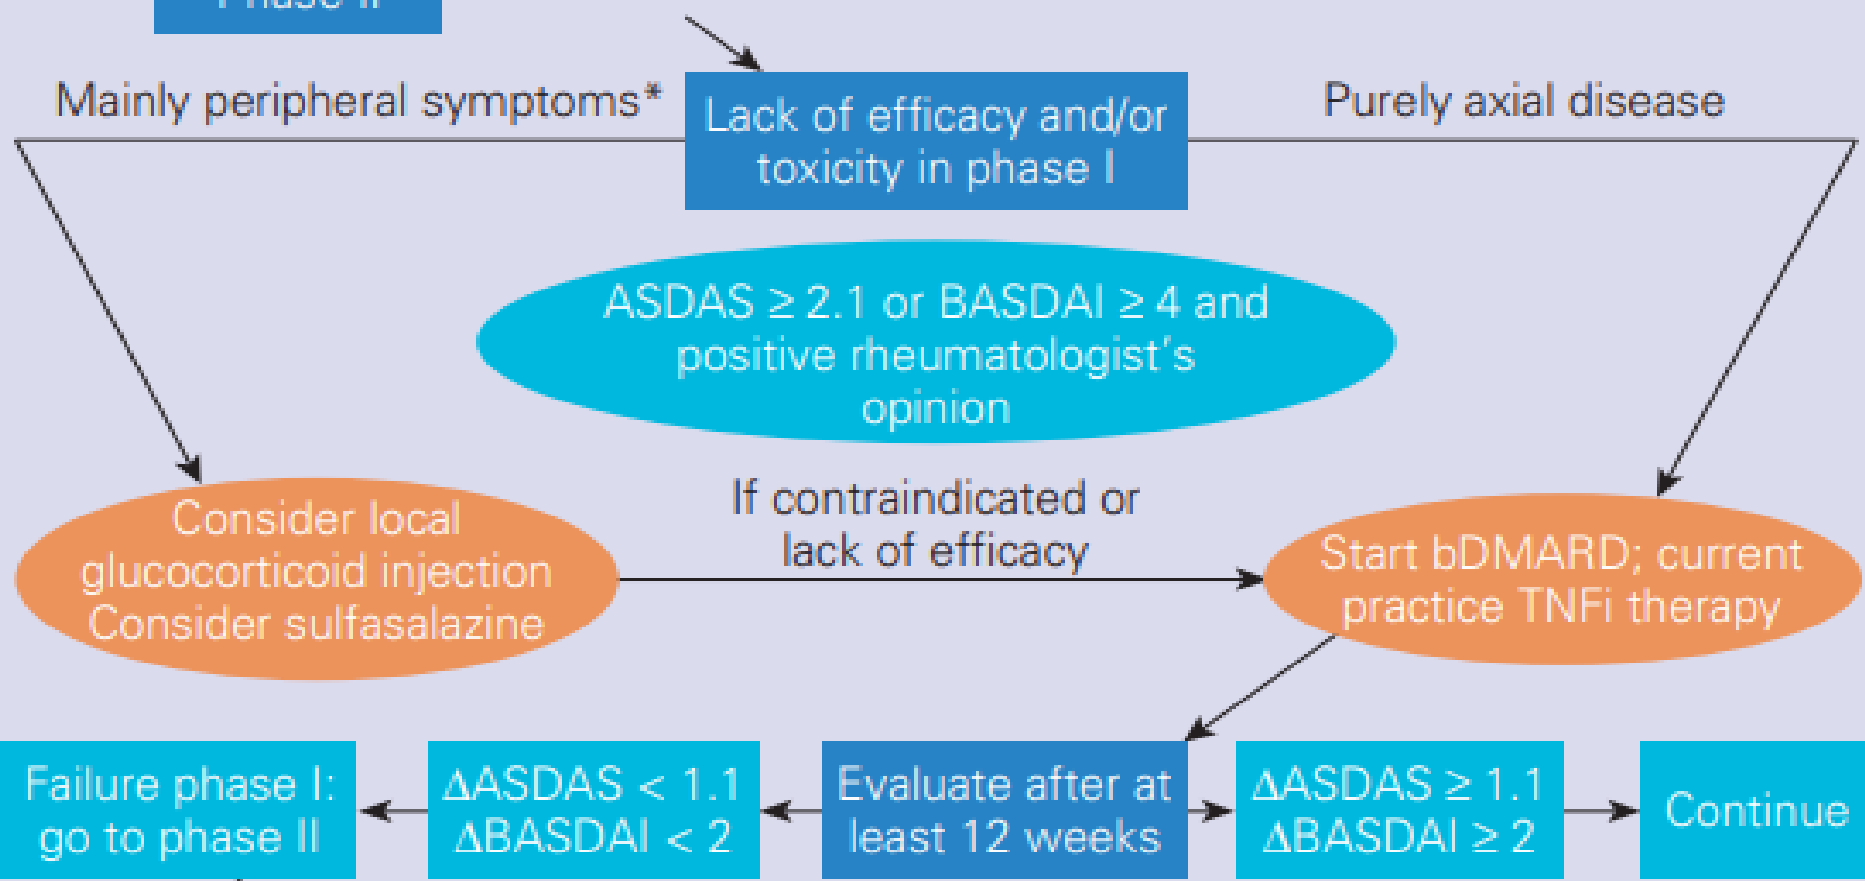 Phase II
Mainly peripheral symptoms*
Lack of efficacy and/or
toxicity in phase I
Purely axial disease
ASDAS ≥ 2.1 or BASDAI ≥ 4 and
positive rheumatologist's
opinion
Consider local
glucocorticoid injection
Consider sulfasalazine
If contraindicated or
lack of efficacy
Start bDMARD; current
practice TNFi therapy
Failure phase I:
go to phase II
ΔASDAS < 1.1
ΔBASDAI < 2
Evaluate after at
least 12 weeks
ΔASDAS ≥ 1.1
ΔBASDAI ≥ 2
Continue